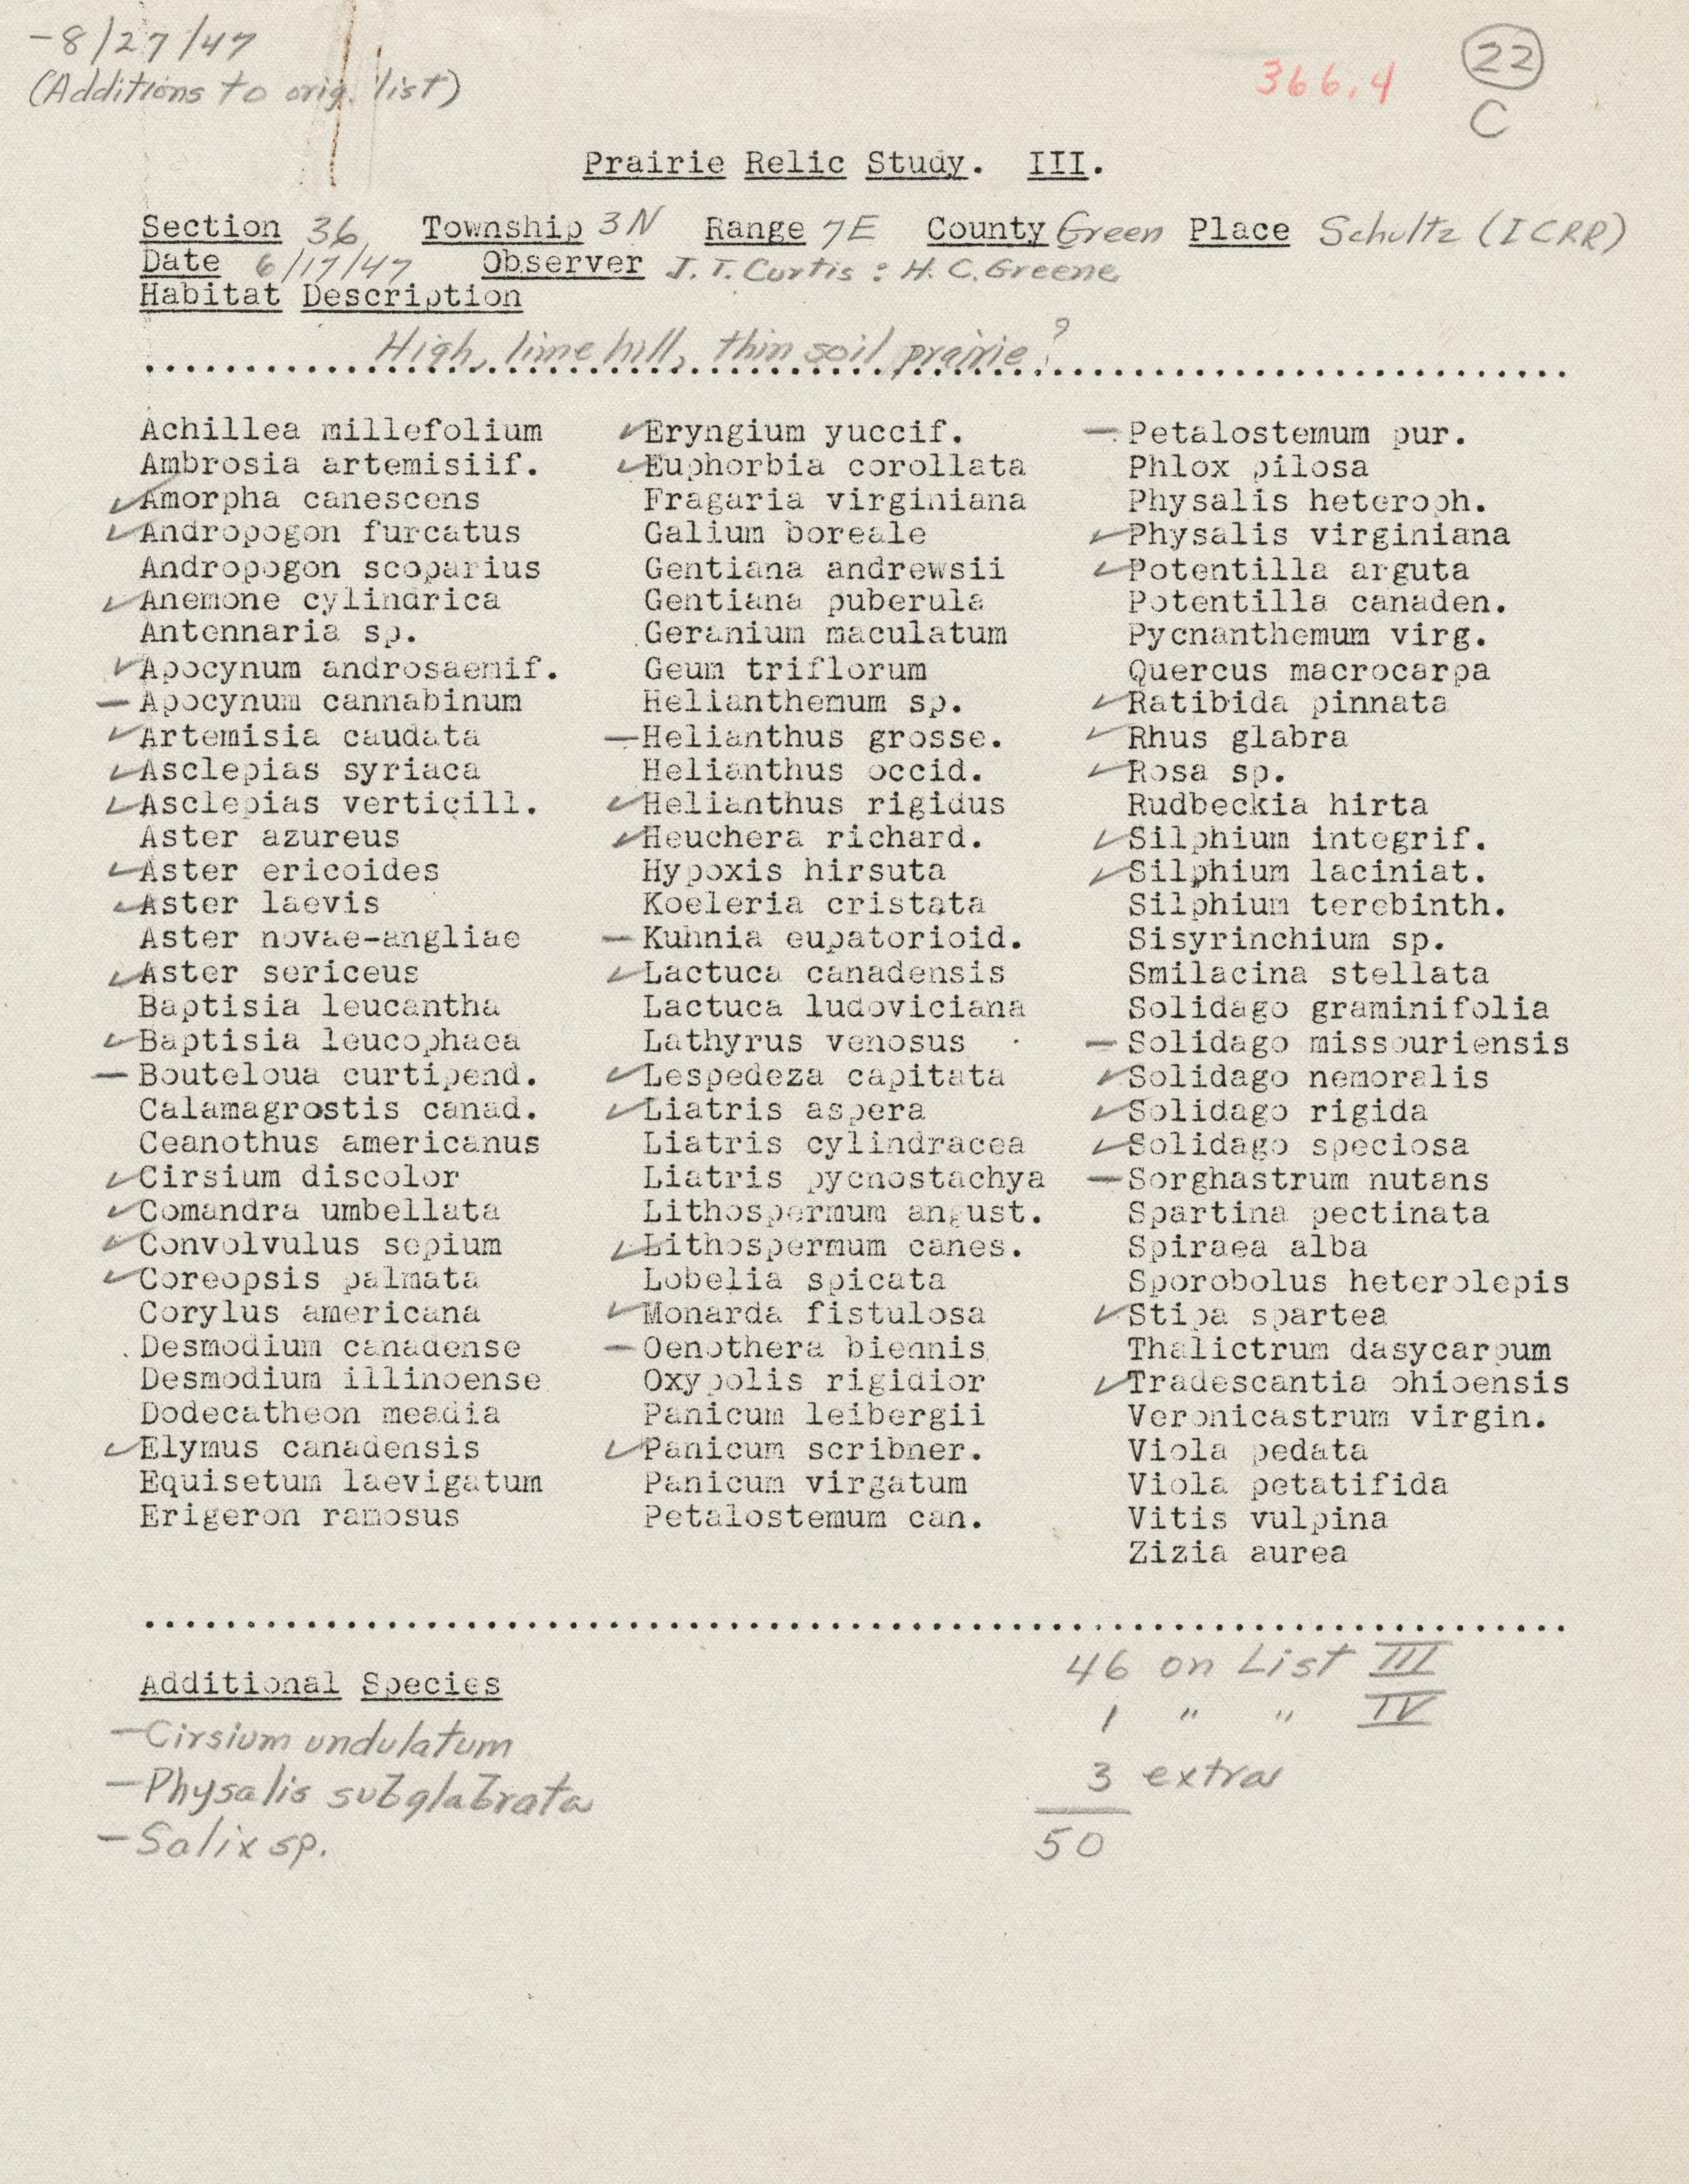 -8/27/47
(Additions to orig. list)
366.4
22
C
Prairie Relic Study. III.
Section 36 Township 3N Range 7E County Green Place Schultz (ICRR)
Date 6/17/47 Observer J. T. Curtis : H. C. Greene
Habitat Description
High, lime hill, thin soil prairie?
Achillea millefolium
Ambrosia artemisiif.
✓Amorpha canescens
✓Andropogon furcatus
Andropogon scoparius
✓Anemone cylindrica
Antennaria sp.
✓Apocynum androsaemif.
—Apocynum cannabinum
✓Artemisia caudata
✓Asclepias syriaca
✓Asclepias verticill.
Aster azureus
✓Aster ericoides
✓Aster laevis
Aster novae-angliae
✓Aster sericeus
Baptisia leucantha
✓Baptisia leucophaea
—Bouteloua curtipend.
Calamagrostis canad.
Ceanothus americanus
✓Cirsium discolor
✓Comandra umbellata
✓Convolvulus sepium
✓Coreopsis palmata
Corylus americana
Desmodium canadense
Desmodium illinoense
Dodecatheon meadia
✓Elymus canadensis
Equisetum laevigatum
Erigeron ramosus
✓Eryngium yuccif.
✓Euphorbia corollata
Fragaria virginiana
Galium boreale
Gentiana andrewsii
Gentiana puberula
Geranium maculatum
Geum triflorum
Helianthemum sp.
—Helianthus grosse.
Helianthus occid.
✓Helianthus rigidus
✓Heuchera richard.
Hypoxis hirsuta
Koeleria cristata
—Kuhnia eupatorioid.
✓Lactuca canadensis
Lactuca ludoviciana
Lathyrus venosus
✓Lespedeza capitata
✓Liatris aspera
Liatris cylindracea
Liatris pycnostachya
Lithospermum angust.
✓Lithospermum canes.
Lobelia spicata
✓Monarda fistulosa
—Oenothera biennis
Oxypolis rigidior
Panicum leibergii
✓Panicum scribner.
Panicum virgatum
Petalostemum can.
—Petalostemum pur.
Phlox pilosa
Physalis heteroph.
✓Physalis virginiana
✓Potentilla arguta
Potentilla canaden.
Pycnanthemum virg.
Quercus macrocarpa
✓Ratibida pinnata
✓Rhus glabra
✓Rosa sp.
Rudbeckia hirta
✓Silphium integrif.
✓Silphium laciniat.
Silphium terebinth.
Sisyrinchium sp.
Smilacina stellata
Solidago graminifolia
—Solidago missouriensis
✓Solidago nemoralis
✓Solidago rigida
✓Solidago speciosa
—Sorghastrum nutans
Spartina pectinata
Spiraea alba
Sporobolus heterolepis
✓Stipa spartea
Thalictrum dasycarpum
✓Tradescantia ohioensis
Veronicastrum virgin.
Viola pedata
Viola petatifida
Vitis vulpina
Zizia aurea
Additional Species
—Cirsium undulatum
—Physalis subglabrata
—Salix sp.
46 on List III
1 " " IV
3 extra
50